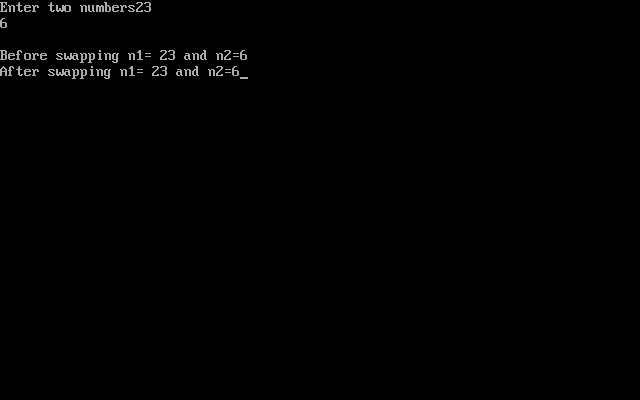 Enter two numbers23
6
Before swapping n1= 23 and n2=6
After swapping n1= 23 and n2=6_